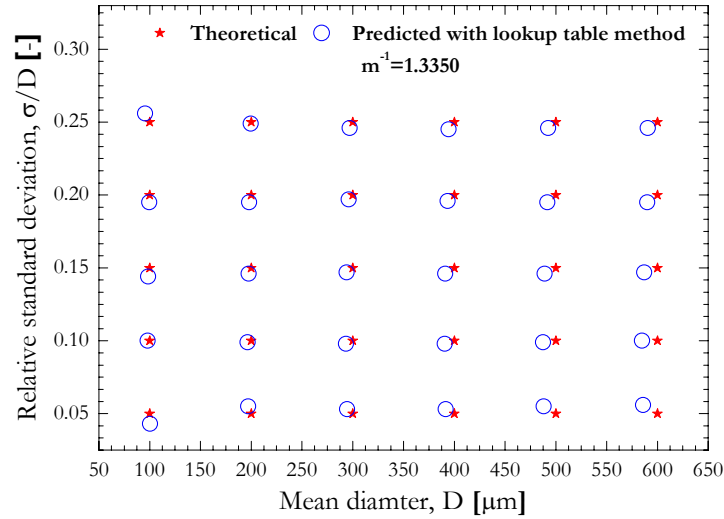 Theoretical Predicted with lookup table method
m⁻¹=1.3350
Relative standard deviation, σ/D [-]
0.30
0.25
0.20
0.15
0.10
0.05
50 100 150 200 250 300 350 400 450 500 550 600 650
Mean diamter, D [μm]